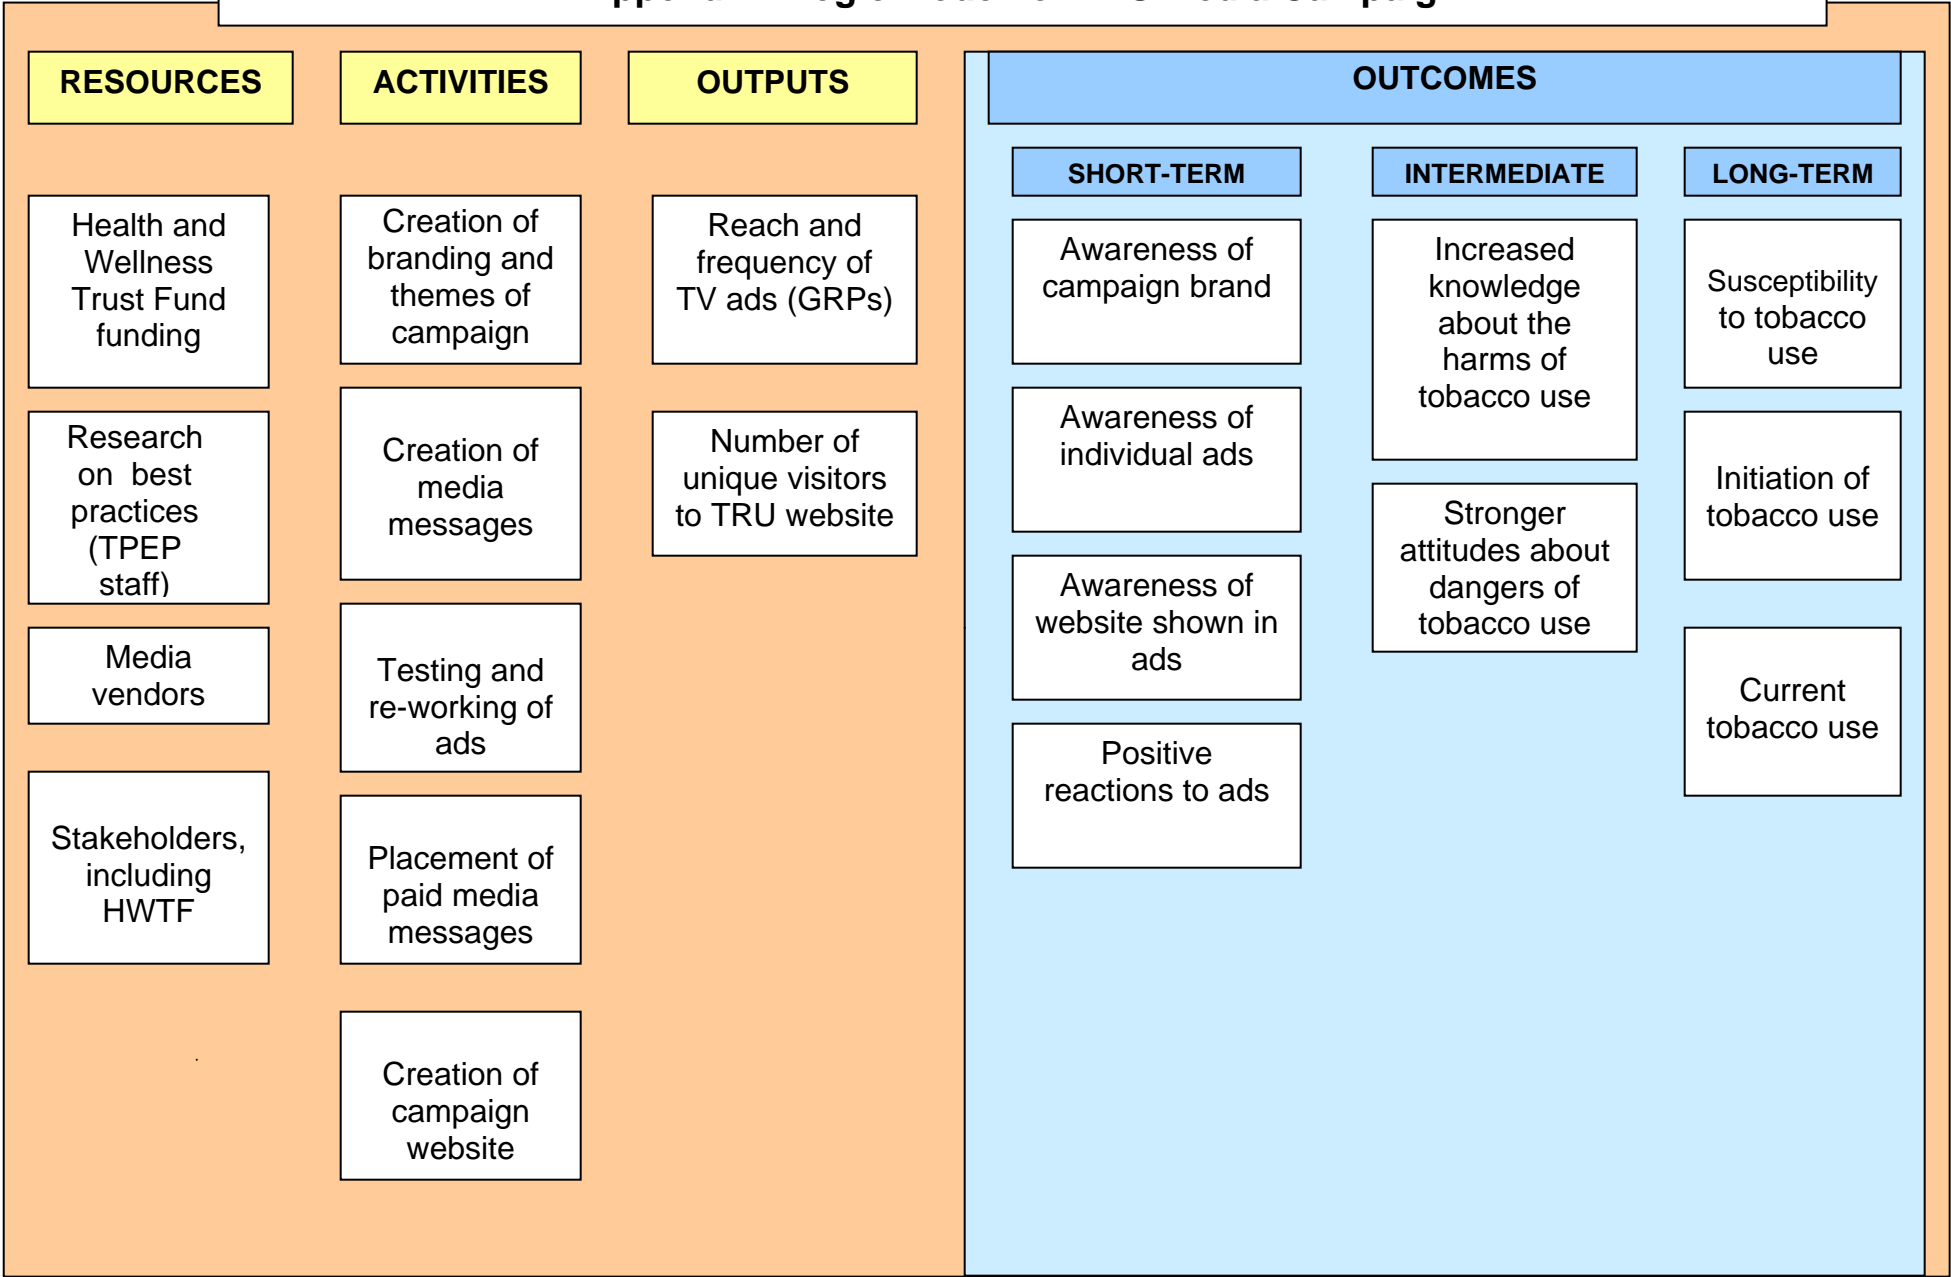 RESOURCES
ACTIVITIES
OUTPUTS
OUTCOMES
SHORT-TERM
INTERMEDIATE
LONG-TERM
Health and
Wellness
Trust Fund
funding
Research
on best
practices
(TPEP
staff)
Media
vendors
Stakeholders,
including
HWTF
Creation of
branding and
themes of
campaign
Creation of
media
messages
Testing and
re-working of
ads
Placement of
paid media
messages
Creation of
campaign
website
Reach and
frequency of
TV ads (GRPs)
Number of
unique visitors
to TRU website
Awareness of
campaign brand
Awareness of
individual ads
Awareness of
website shown in
ads
Positive
reactions to ads
Increased
knowledge
about the
harms of
tobacco use
Stronger
attitudes about
dangers of
tobacco use
Susceptibility
to tobacco
use
Initiation of
tobacco use
Current
tobacco use